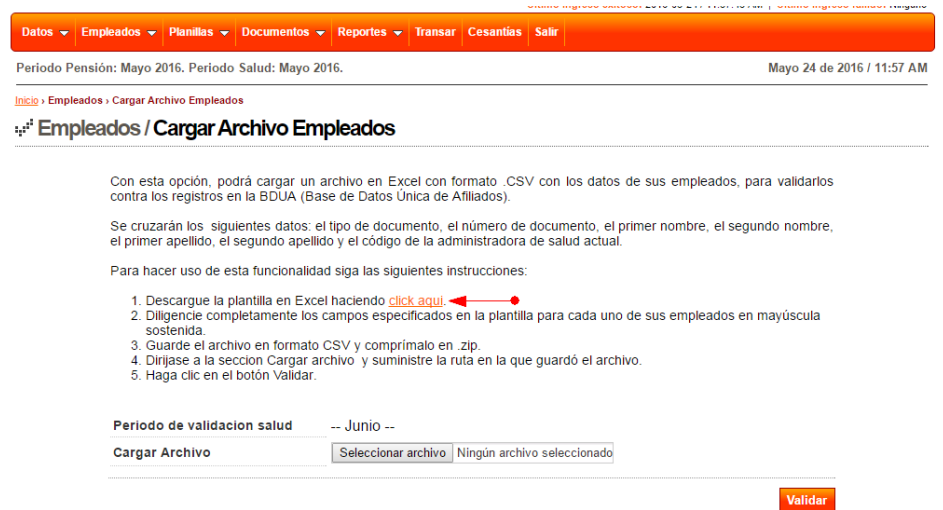 Datos Empleados Planillas Documentos Reportes Transar Cesantías Salir
Periodo Pensión: Mayo 2016. Periodo Salud: Mayo 2016. Mayo 24 de 2016 / 11:57 AM
Inicio › Empleados › Cargar Archivo Empleados
Empleados / Cargar Archivo Empleados
Con esta opción, podrá cargar un archivo en Excel con formato .CSV con los datos de sus empleados, para validarlos
contra los registros en la BDUA (Base de Datos Única de Afiliados).
Se cruzarán los siguientes datos: el tipo de documento, el número de documento, el primer nombre, el segundo nombre,
el primer apellido, el segundo apellido y el código de la administradora de salud actual.
Para hacer uso de esta funcionalidad siga las siguientes instrucciones:
1. Descargue la plantilla en Excel haciendo click aqui.
2. Diligencie completamente los campos especificados en la plantilla para cada uno de sus empleados en mayúscula
sostenida.
3. Guarde el archivo en formato CSV y comprímalo en .zip.
4. Dirijase a la seccion Cargar archivo y suministre la ruta en la que guardó el archivo.
5. Haga clic en el botón Validar.
Periodo de validacion salud -- Junio --
Cargar Archivo Seleccionar archivo Ningún archivo seleccionado
Validar